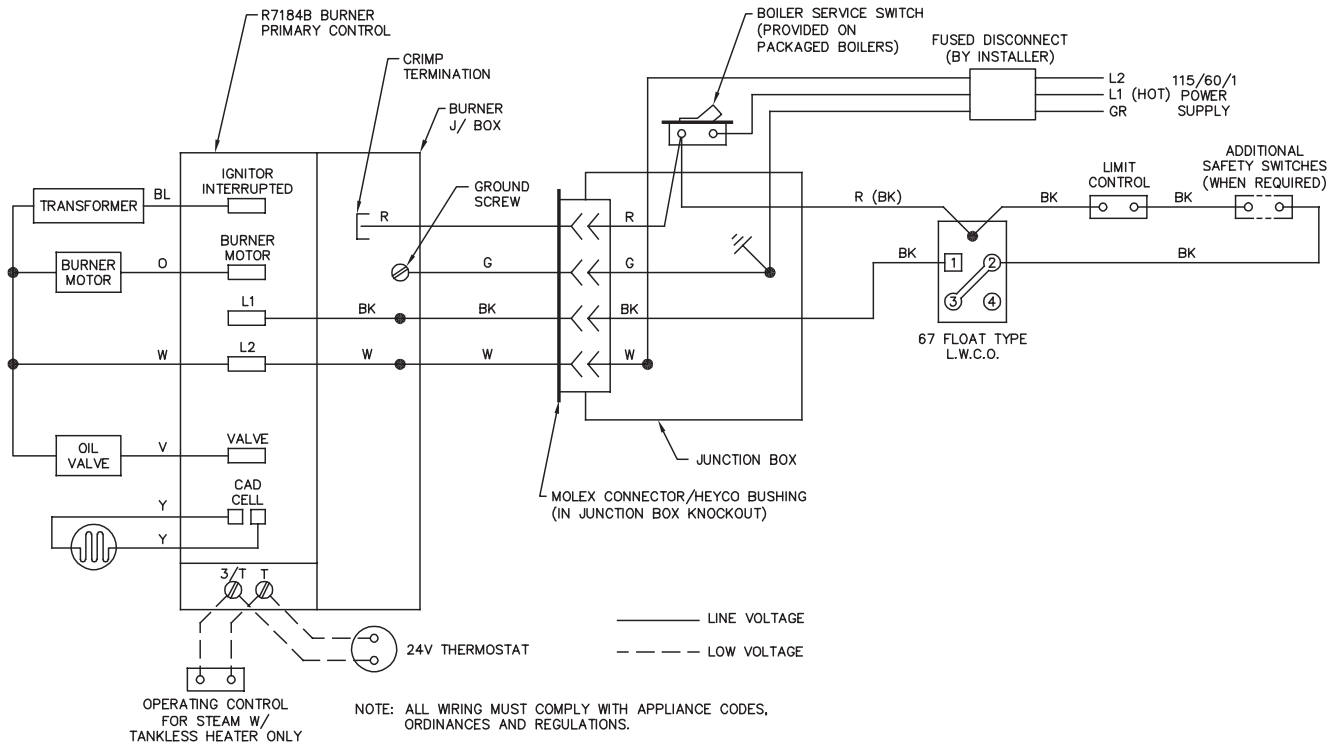 R7184B BURNER
PRIMARY CONTROL
CRIMP
TERMINATION
BURNER
J/ BOX
BOILER SERVICE SWITCH
(PROVIDED ON
PACKAGED BOILERS)
FUSED DISCONNECT
(BY INSTALLER)
L2
L1 (HOT)
GR
115/60/1
POWER
SUPPLY
IGNITOR
INTERRUPTED
GROUND
SCREW
LIMIT
CONTROL
ADDITIONAL
SAFETY SWITCHES
(WHEN REQUIRED)
TRANSFORMER
BL
R
R
R (BK)
BK
BK
BURNER
MOTOR
BURNER
MOTOR
O
G
G
BK
1
2
BK
L1
BK
BK
BK
3
4
67 FLOAT TYPE
L.W.C.O.
W
L2
W
W
W
OIL
VALVE
V
VALVE
JUNCTION BOX
CAD
CELL
Y
Y
MOLEX CONNECTOR/HEYCO BUSHING
(IN JUNCTION BOX KNOCKOUT)
3/T
T
24V THERMOSTAT
LINE VOLTAGE
LOW VOLTAGE
OPERATING CONTROL
FOR STEAM W/
TANKLESS HEATER ONLY
NOTE: ALL WIRING MUST COMPLY WITH APPLIANCE CODES,
ORDINANCES AND REGULATIONS.